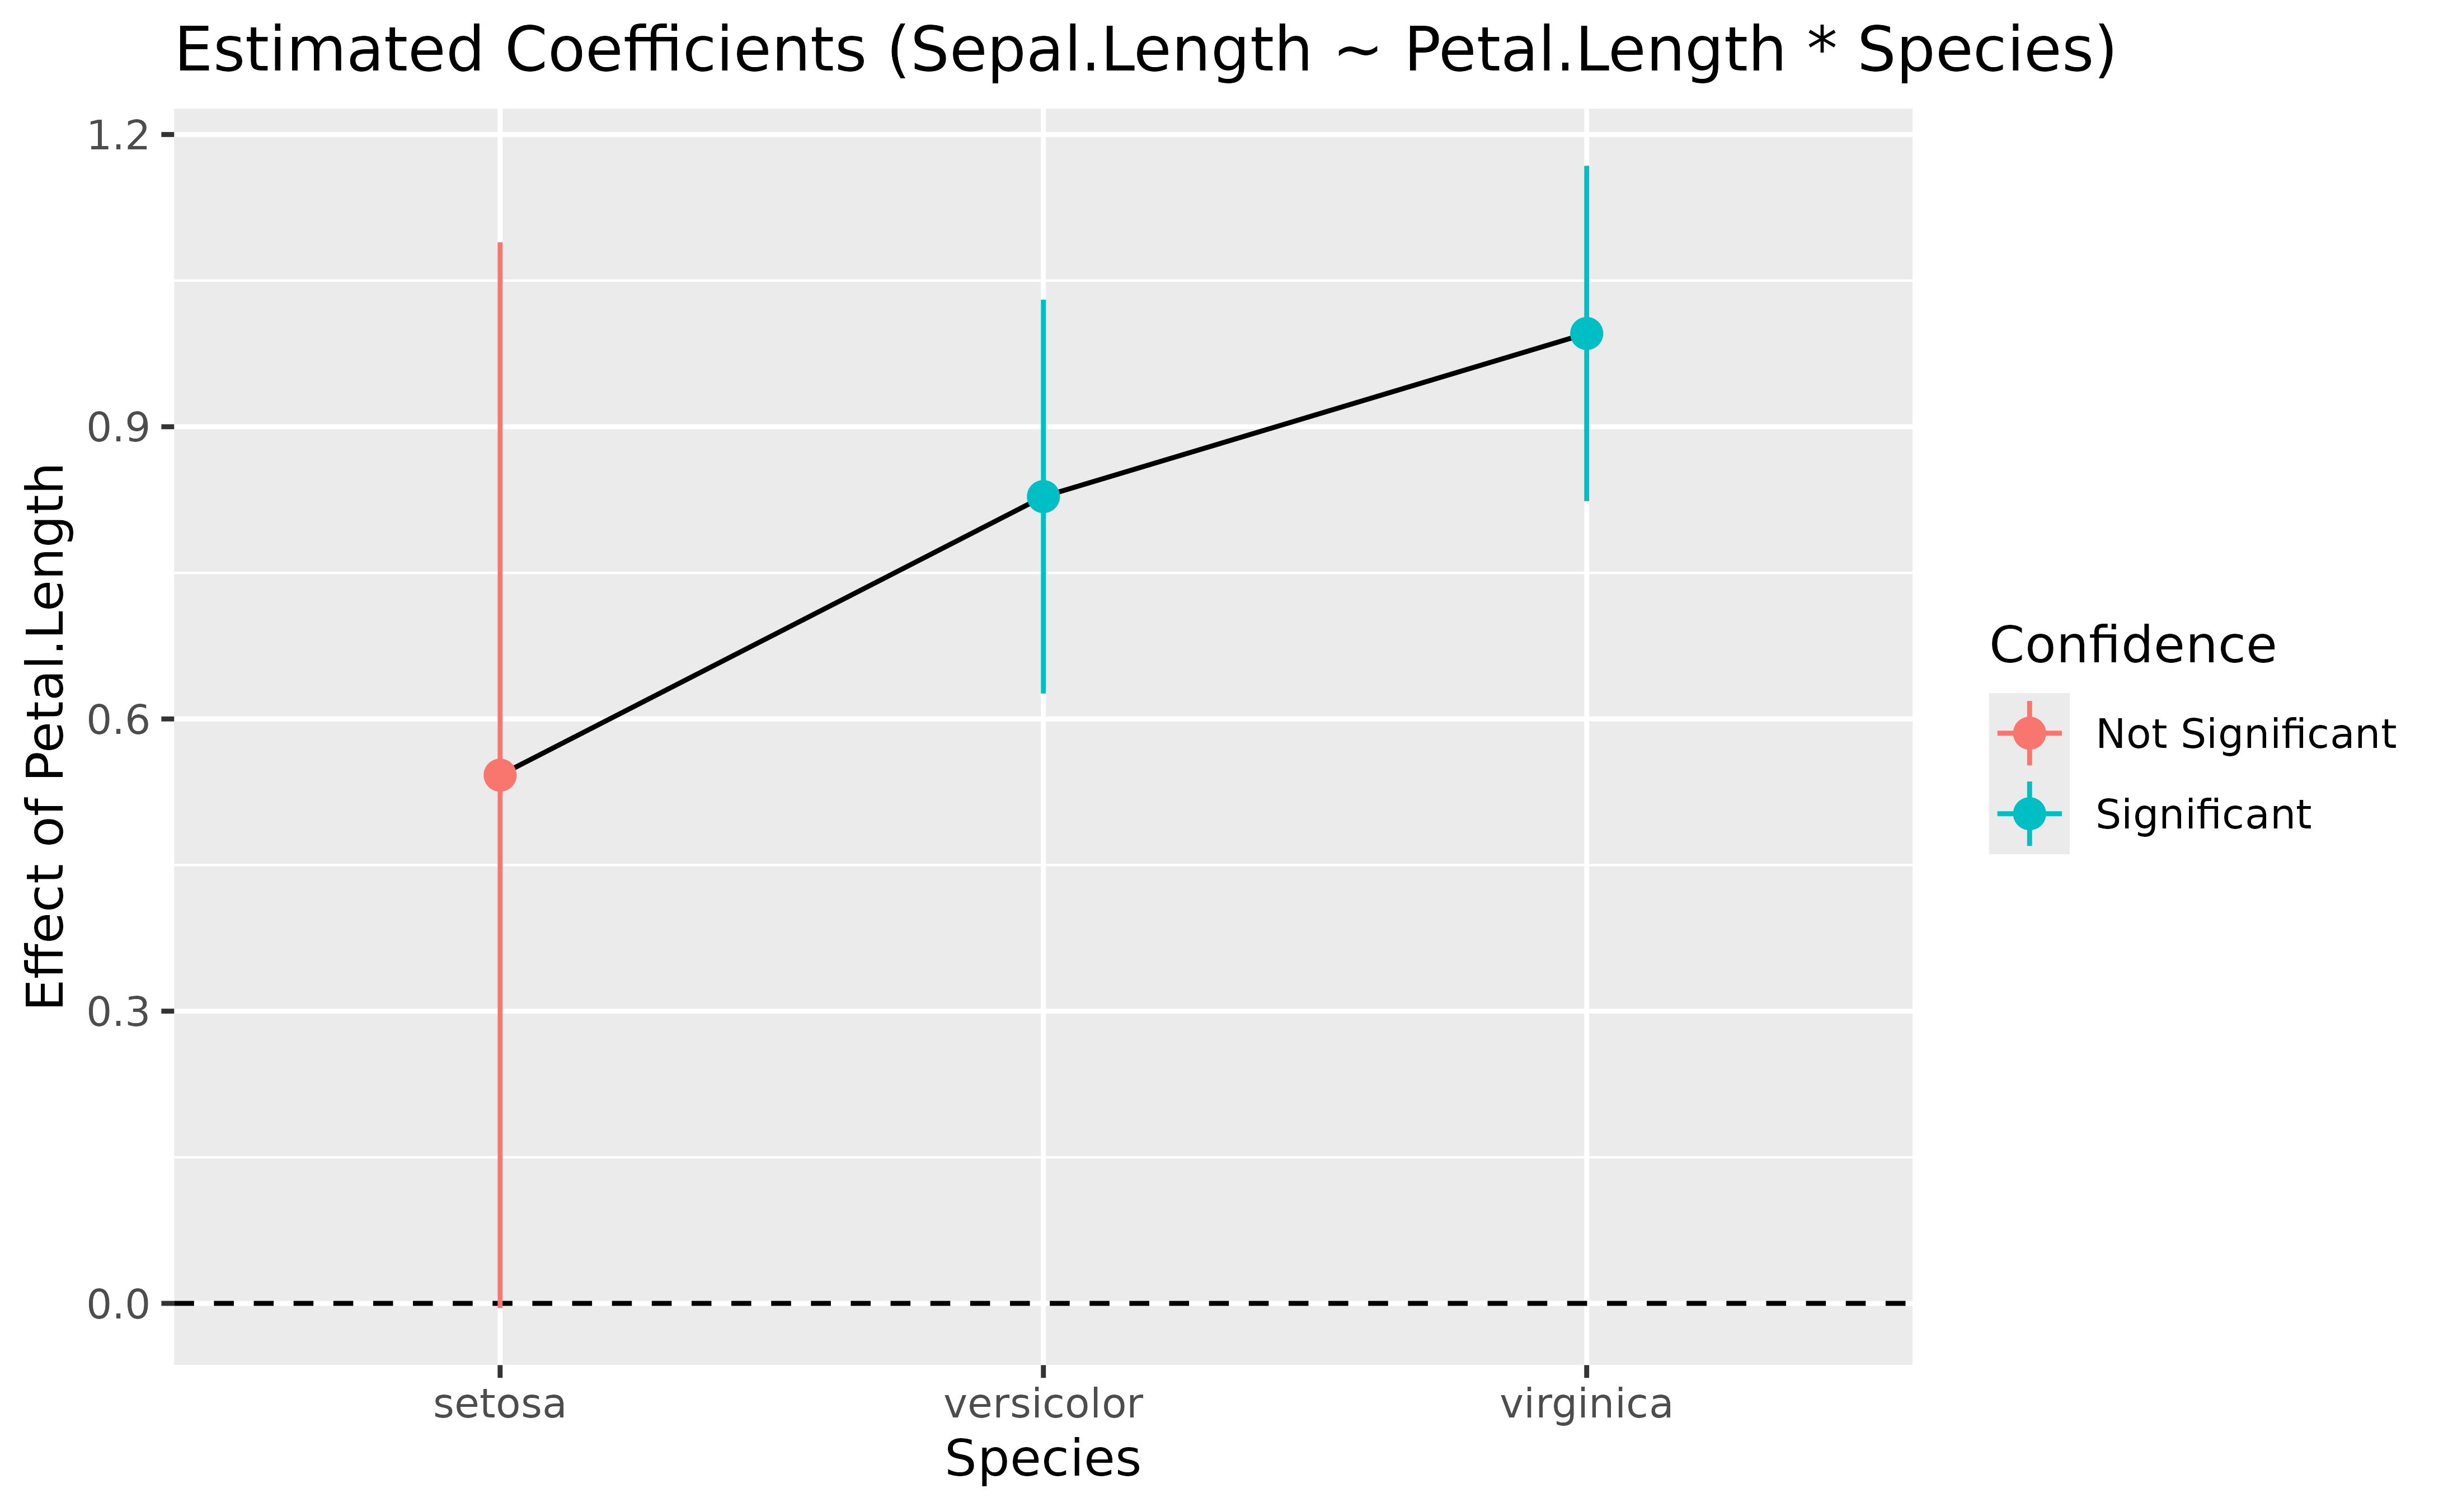 Estimated Coefficients (Sepal.Length ~ Petal.Length * Species)
Effect of Petal.Length
1.2
0.9
0.6
0.3
0.0
setosa versicolor virginica
Species
Confidence
Not Significant
Significant